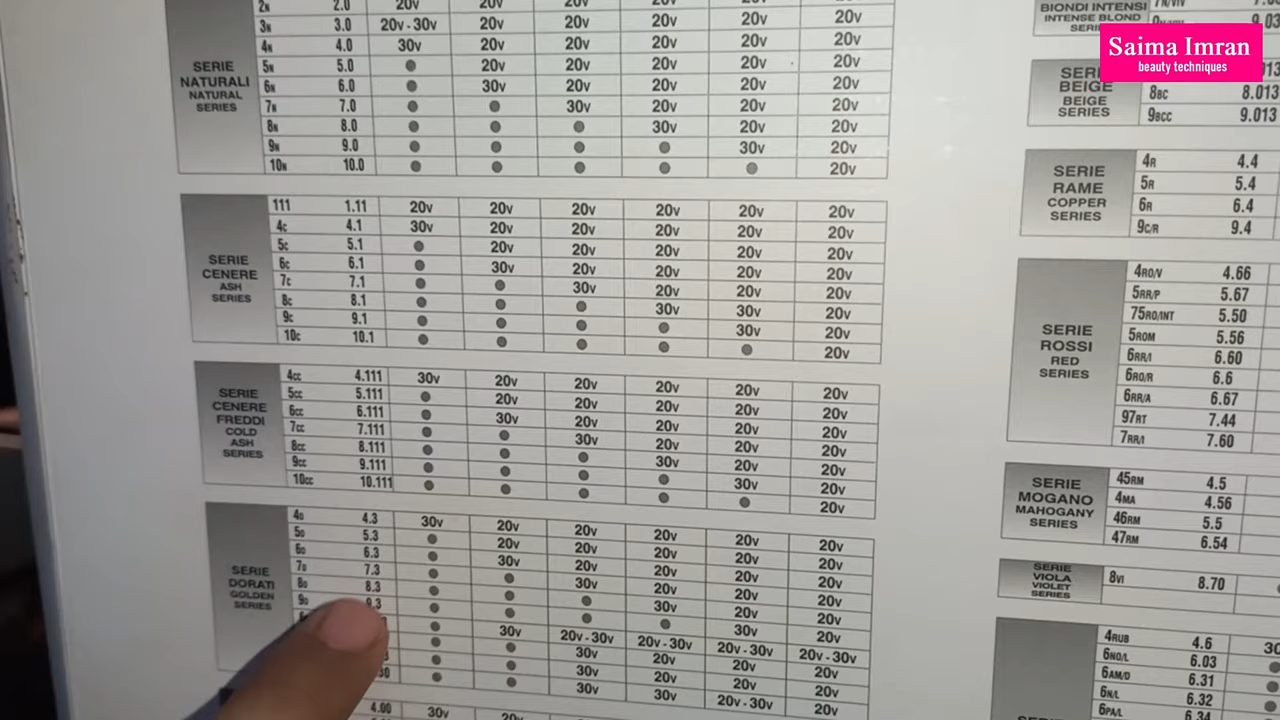 2N 2.0 20v 20v 20v 20v 20v 20v
3N 3.0 20v - 30v 20v 20v 20v 20v 20v
4N 4.0 30v 20v 20v 20v 20v 20v
5N 5.0 ● 20v 20v 20v 20v 20v
6N 6.0 ● 30v 20v 20v 20v 20v
7N 7.0 ● ● 30v 20v 20v 20v
8N 8.0 ● ● ● 30v 20v 20v
9N 9.0 ● ● ● ● 30v 20v
10N 10.0 ● ● ● ● ● 20v
SERIE
NATURALI
NATURAL
SERIES
111 1.11 20v 20v 20v 20v 20v 20v
4C 4.1 30v 20v 20v 20v 20v 20v
5C 5.1 ● 20v 20v 20v 20v 20v
6C 6.1 ● 30v 20v 20v 20v 20v
7C 7.1 ● ● 30v 20v 20v 20v
8C 8.1 ● ● ● 30v 30v 20v
9C 9.1 ● ● ● ● 30v 20v
10C 10.1 ● ● ● ● ● 20v
SERIE
CENERE
ASH
SERIES
4CC 4.111 30v 20v 20v 20v 20v 20v
5CC 5.111 ● 20v 20v 20v 20v 20v
6CC 6.111 ● 30v 20v 20v 20v 20v
7CC 7.111 ● ● 30v 20v 20v 20v
8CC 8.111 ● ● ● 30v 20v 20v
9CC 9.111 ● ● ● ● 30v 20v
10CC 10.111 ● ● ● ● ● 20v
SERIE
CENERE
FREDDI
COLD
ASH
SERIES
4D 4.3 30v 20v 20v 20v 20v 20v
5D 5.3 ● 20v 20v 20v 20v 20v
6D 6.3 ● 30v 20v 20v 20v 20v
7D 7.3 ● ● 30v 20v 20v 20v
8D 8.3 ● ● ● 30v 20v 20v
9D 9.3 ● ● ● ● 30v 20v
● 30v 20v - 30v 20v - 30v 20v - 30v 20v - 30v
● ● 30v 20v 20v 20v
● ● 30v 30v 20v - 30v 20v
SERIE
DORATI
GOLDEN
SERIES
4.00 30v 20v
BIONDI INTENSI
INTENSE BLOND
9.03
Saima Imran
beauty techniques
BEIGE
BEIGE
SERIES
8BC 8.013
9BCC 9.013
SERIE
RAME
COPPER
SERIES
4R 4.4
5R 5.4
6R 6.4
9C/R 9.4
SERIE
ROSSI
RED
SERIES
4RO/V 4.66
5RR/P 5.67
75RO/INT 5.50
5ROM 5.56
6RR/I 6.60
6RO/R 6.6
6RR/A 6.67
97RT 7.44
7RR/I 7.60
SERIE
MOGANO
MAHOGANY
SERIES
45RM 4.5
4MA 4.56
46RM 5.5
47RM 6.54
SERIE
VIOLA
VIOLET
SERIES
8VI 8.70
4RUB 4.6
6NO/L 6.03
6AM/D 6.31
6N/L 6.32
6PA/L 6.34